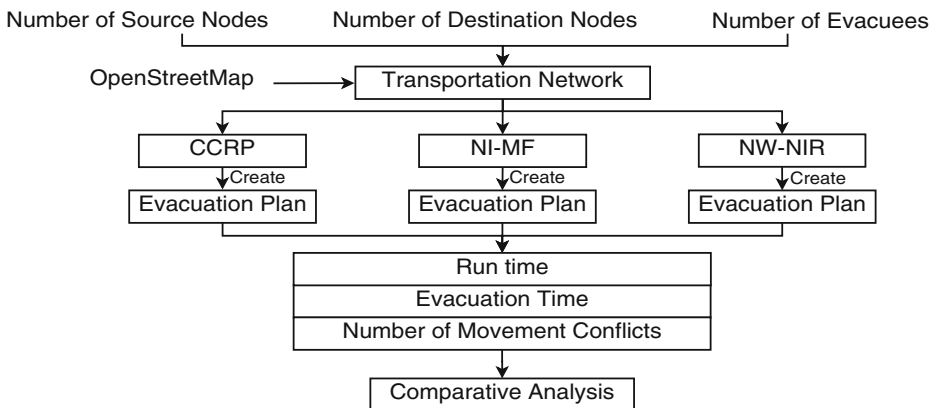 Number of Source Nodes Number of Destination Nodes Number of Evacuees
OpenStreetMap Transportation Network
CCRP NI-MF NW-NIR
Create Create Create
Evacuation Plan Evacuation Plan Evacuation Plan
Run time
Evacuation Time
Number of Movement Conflicts
Comparative Analysis